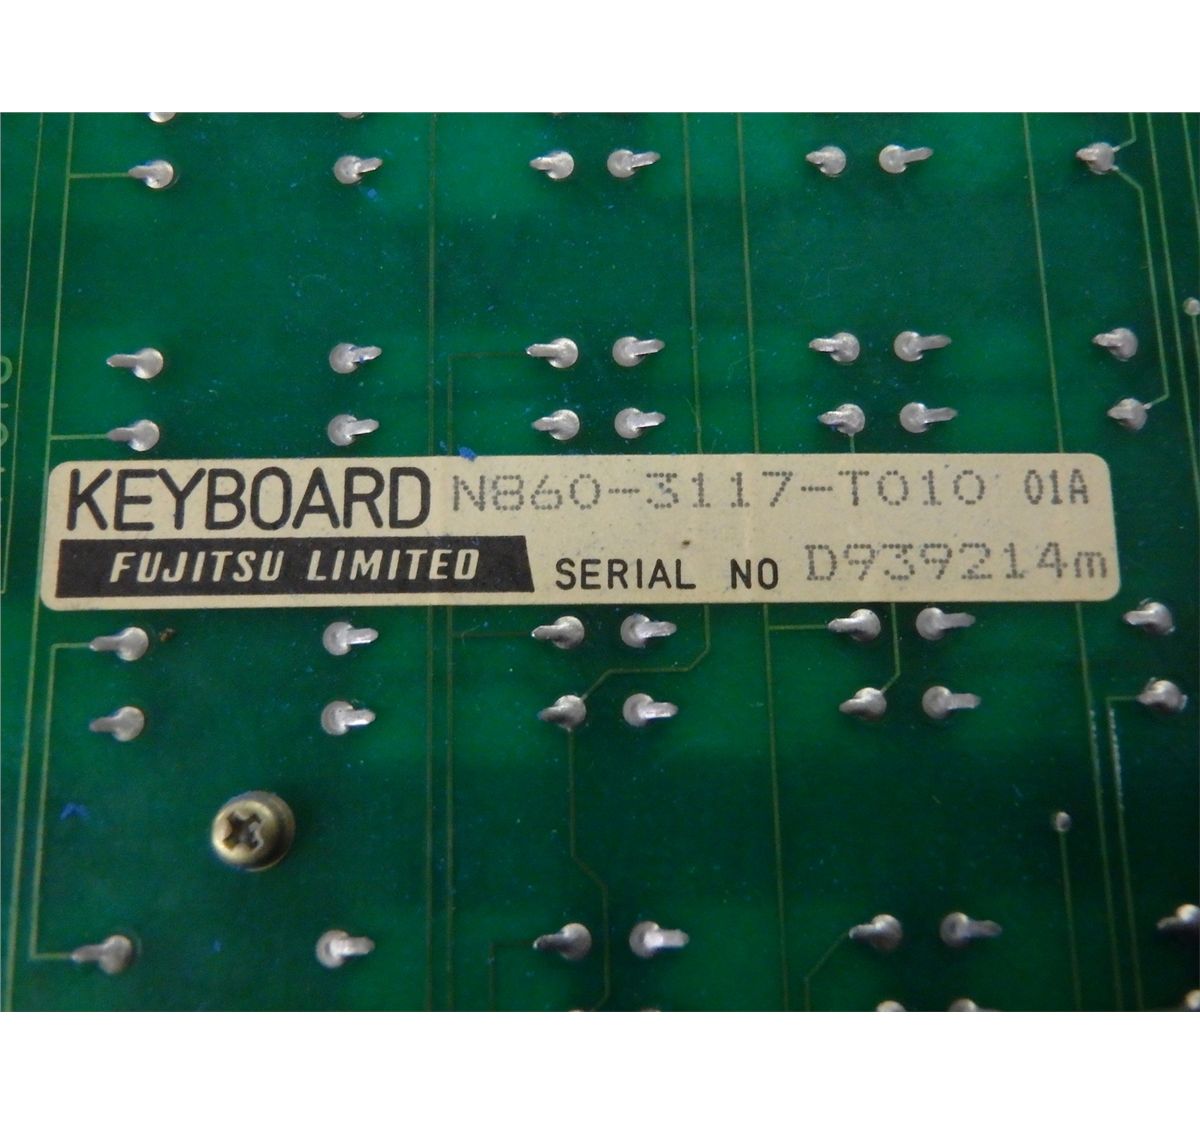 KEYBOARD N860-3117-T010 01A
FUJITSU LIMITED SERIAL NO D939214m